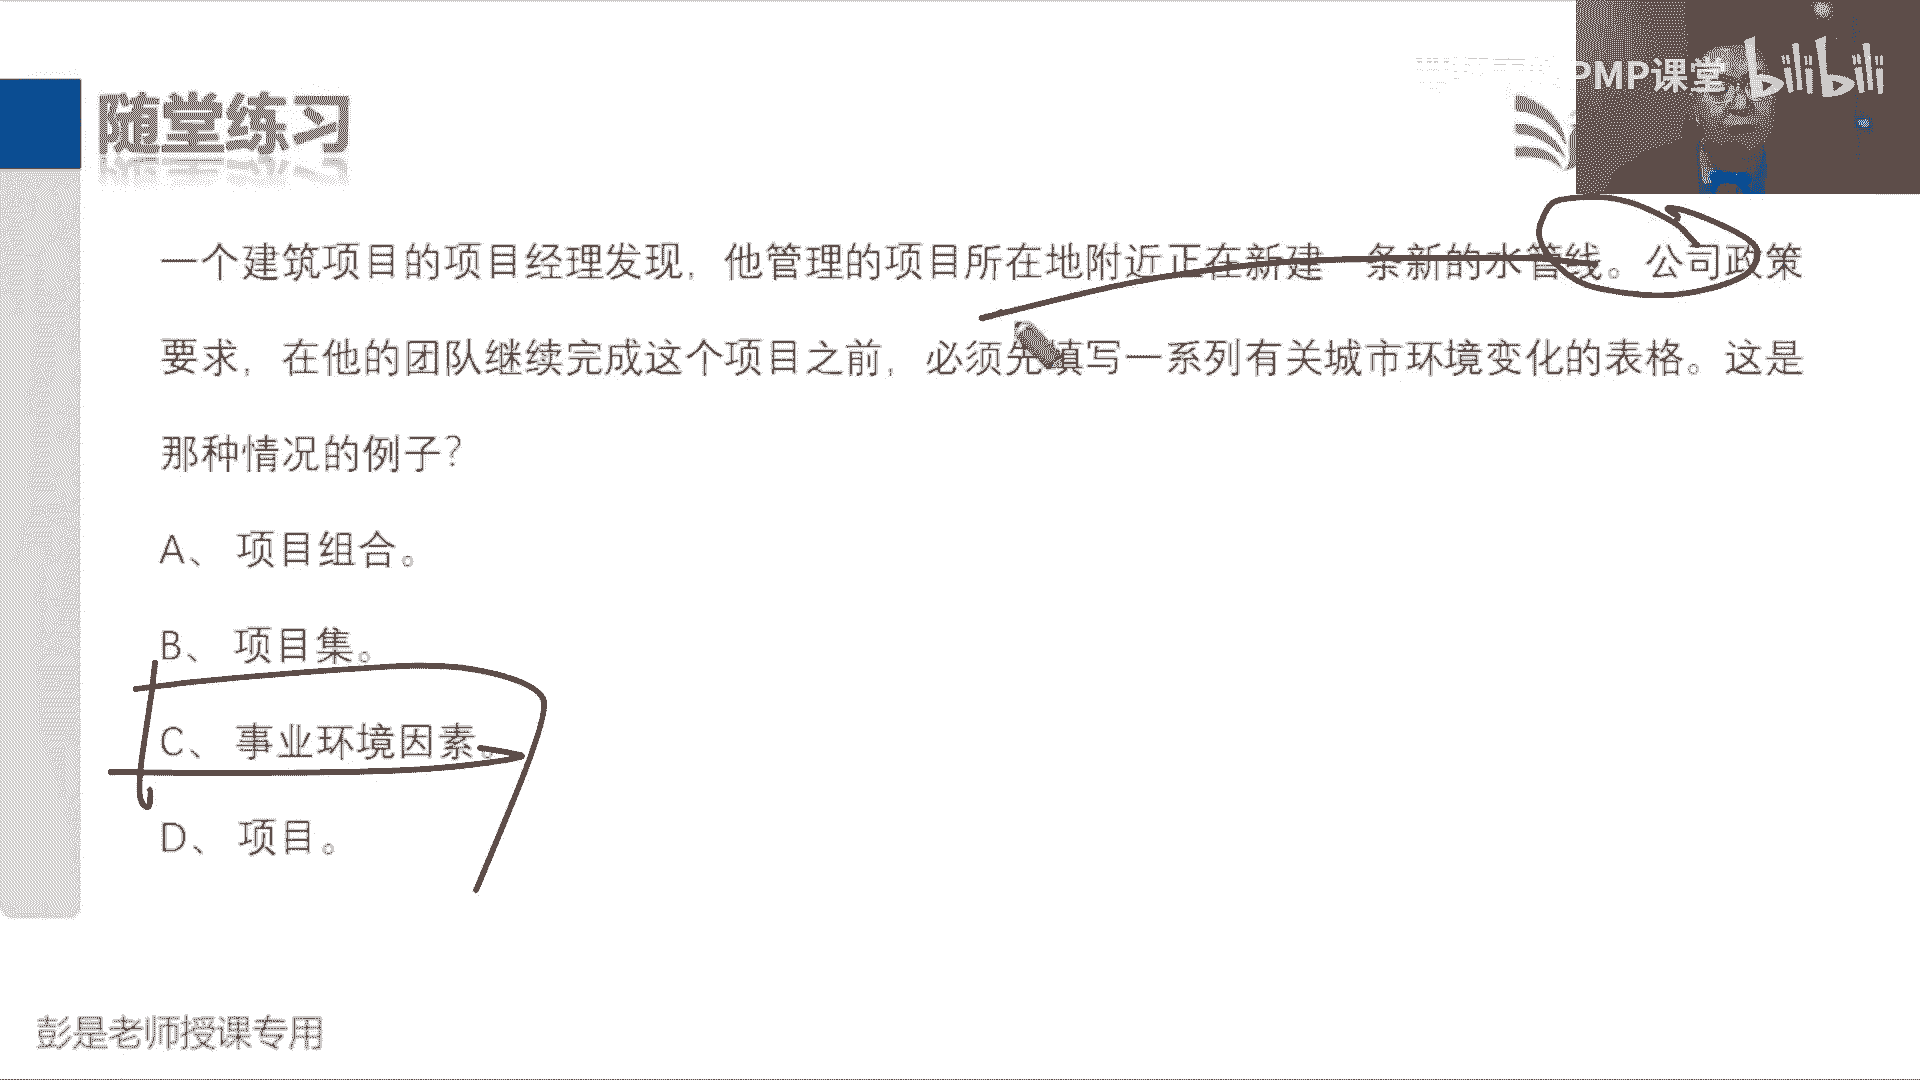 PMP课堂 bilibili
随堂练习
一个建筑项目的项目经理发现，他管理的项目所在地附近正在新建一条新的水管线。公司政策
要求，在他的团队继续完成这个项目之前，必须先填写一系列有关城市环境变化的表格。这是
那种情况的例子？
A、 项目组合。
B、 项目集。
C、 事业环境因素。
D、 项目。
彭是老师授课专用